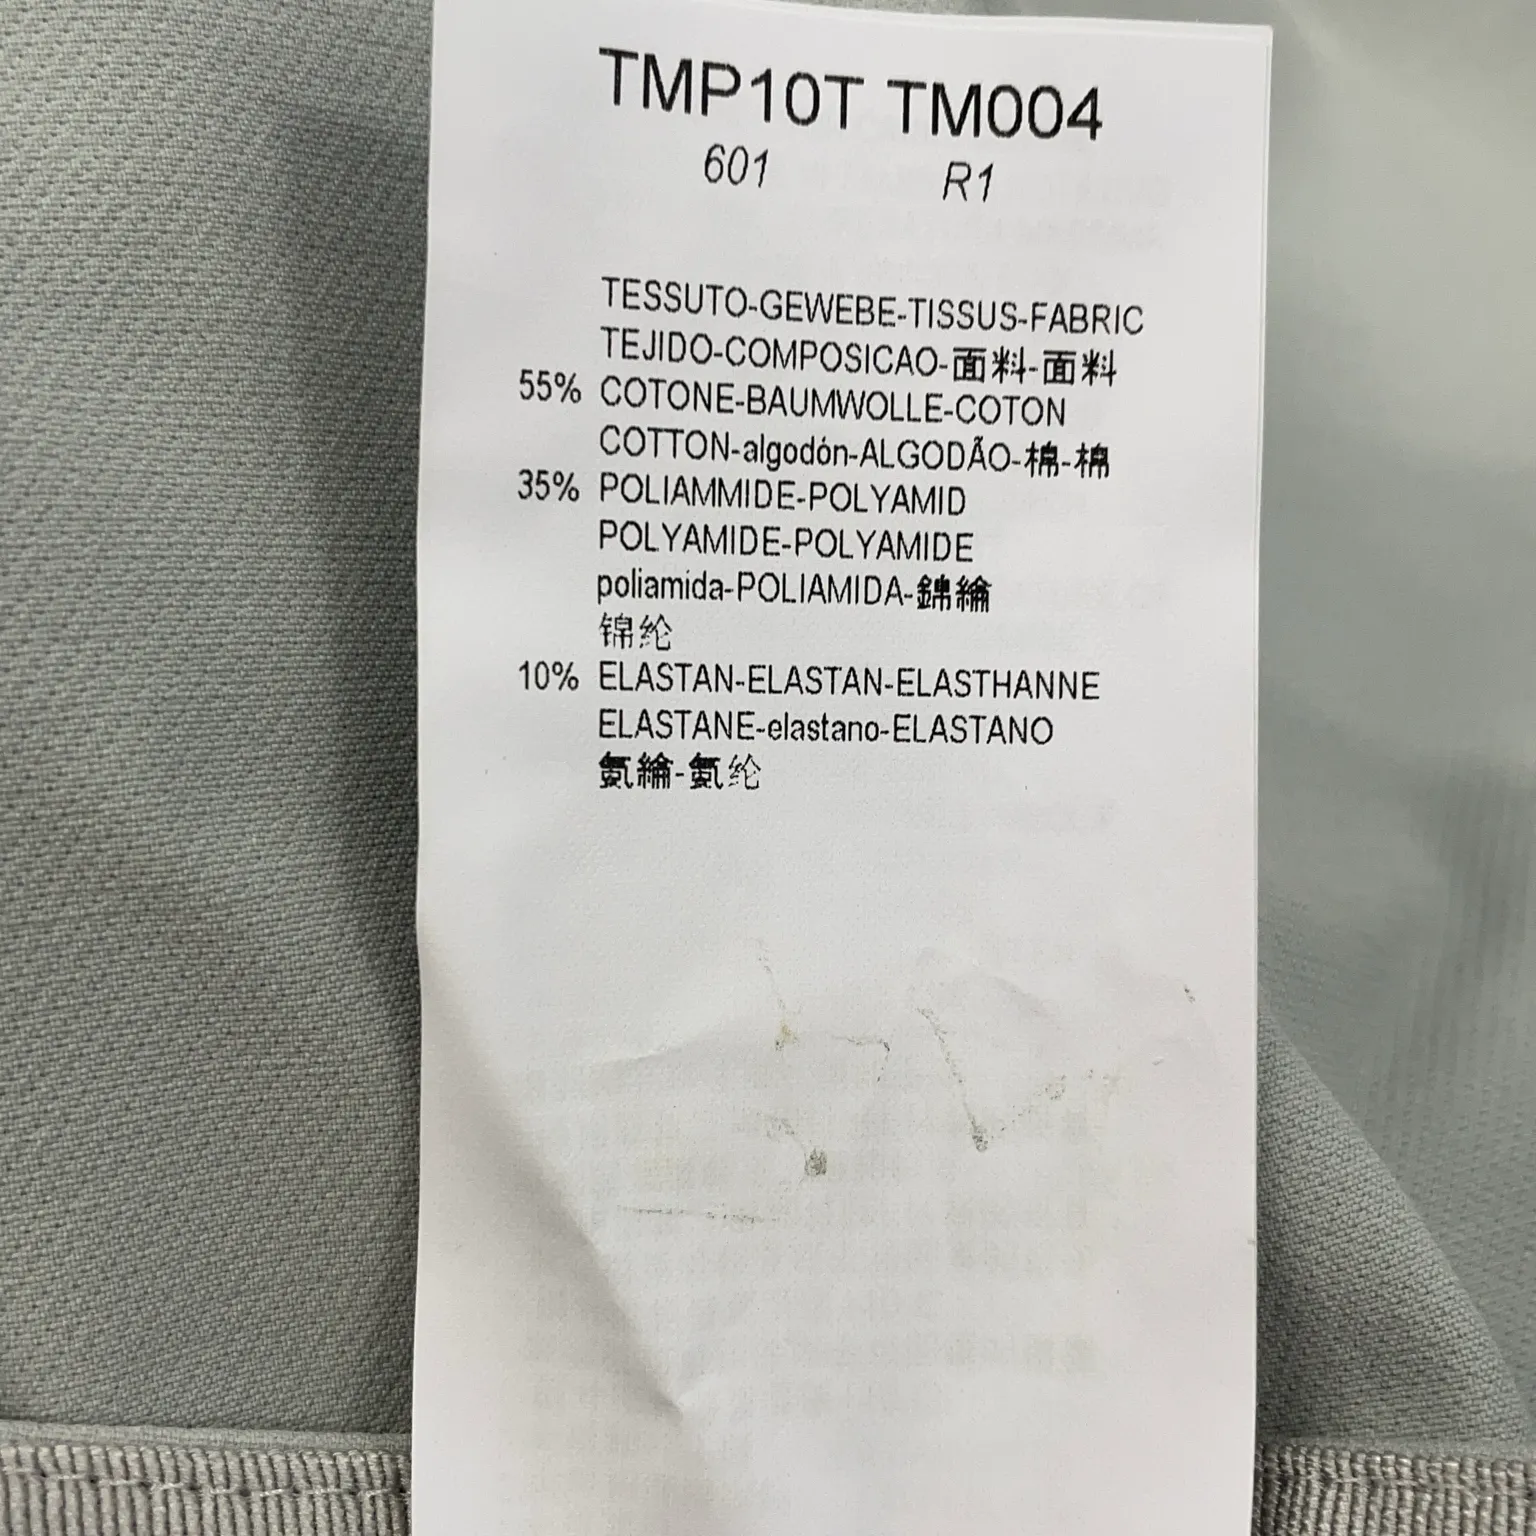 TMP10T TM004
601 R1
TESSUTO-GEWEBE-TISSUS-FABRIC
TEJIDO-COMPOSICAO-面料-面料
55% COTONE-BAUMWOLLE-COTON
COTTON-algodón-ALGODÃO-棉-棉
35% POLIAMMIDE-POLYAMID
POLYAMIDE-POLYAMIDE
poliamida-POLIAMIDA-錦綸
锦纶
10% ELASTAN-ELASTAN-ELASTHANNE
ELASTANE-elastano-ELASTANO
氨綸-氨纶